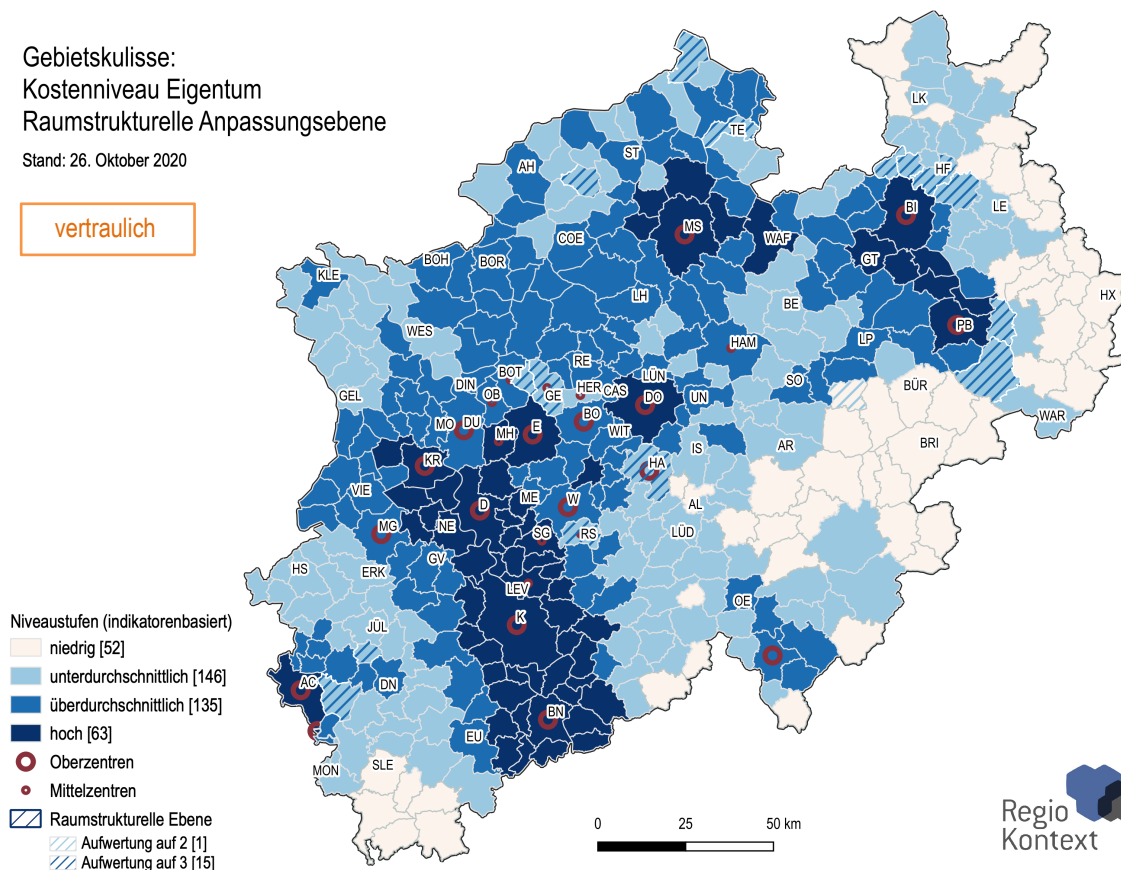 Gebietskulisse:
Kostenniveau Eigentum
Raumstrukturelle Anpassungsebene
Stand: 26. Oktober 2020
vertraulich
LK
TE
HF
ST
AH
BI
LE
MS
COE
WAF
BOH
BOR
GT
KLE
LH
BE
HX
WES
PB
HAM
LP
RE
BOT
LÜN
DIN
GE
HER
CAS
SO
BÜR
OB
GEL
DO
UN
WAR
MO
DU
BO
E
WIT
MH
IS
AR
BRI
KR
HA
VIE
ME
W
AL
D
MG
NE
SG
RS
LÜD
GV
HS
ERK
LEV
OE
K
JÜL
AC
DN
BN
EU
MON
SLE
Niveaustufen (indikatorenbasiert)
niedrig [52]
unterdurchschnittlich [146]
überdurchschnittlich [135]
hoch [63]
Oberzentren
Mittelzentren
Raumstrukturelle Ebene
Aufwertung auf 2 [1]
Aufwertung auf 3 [15]
0 25 50 km
Regio
Kontext